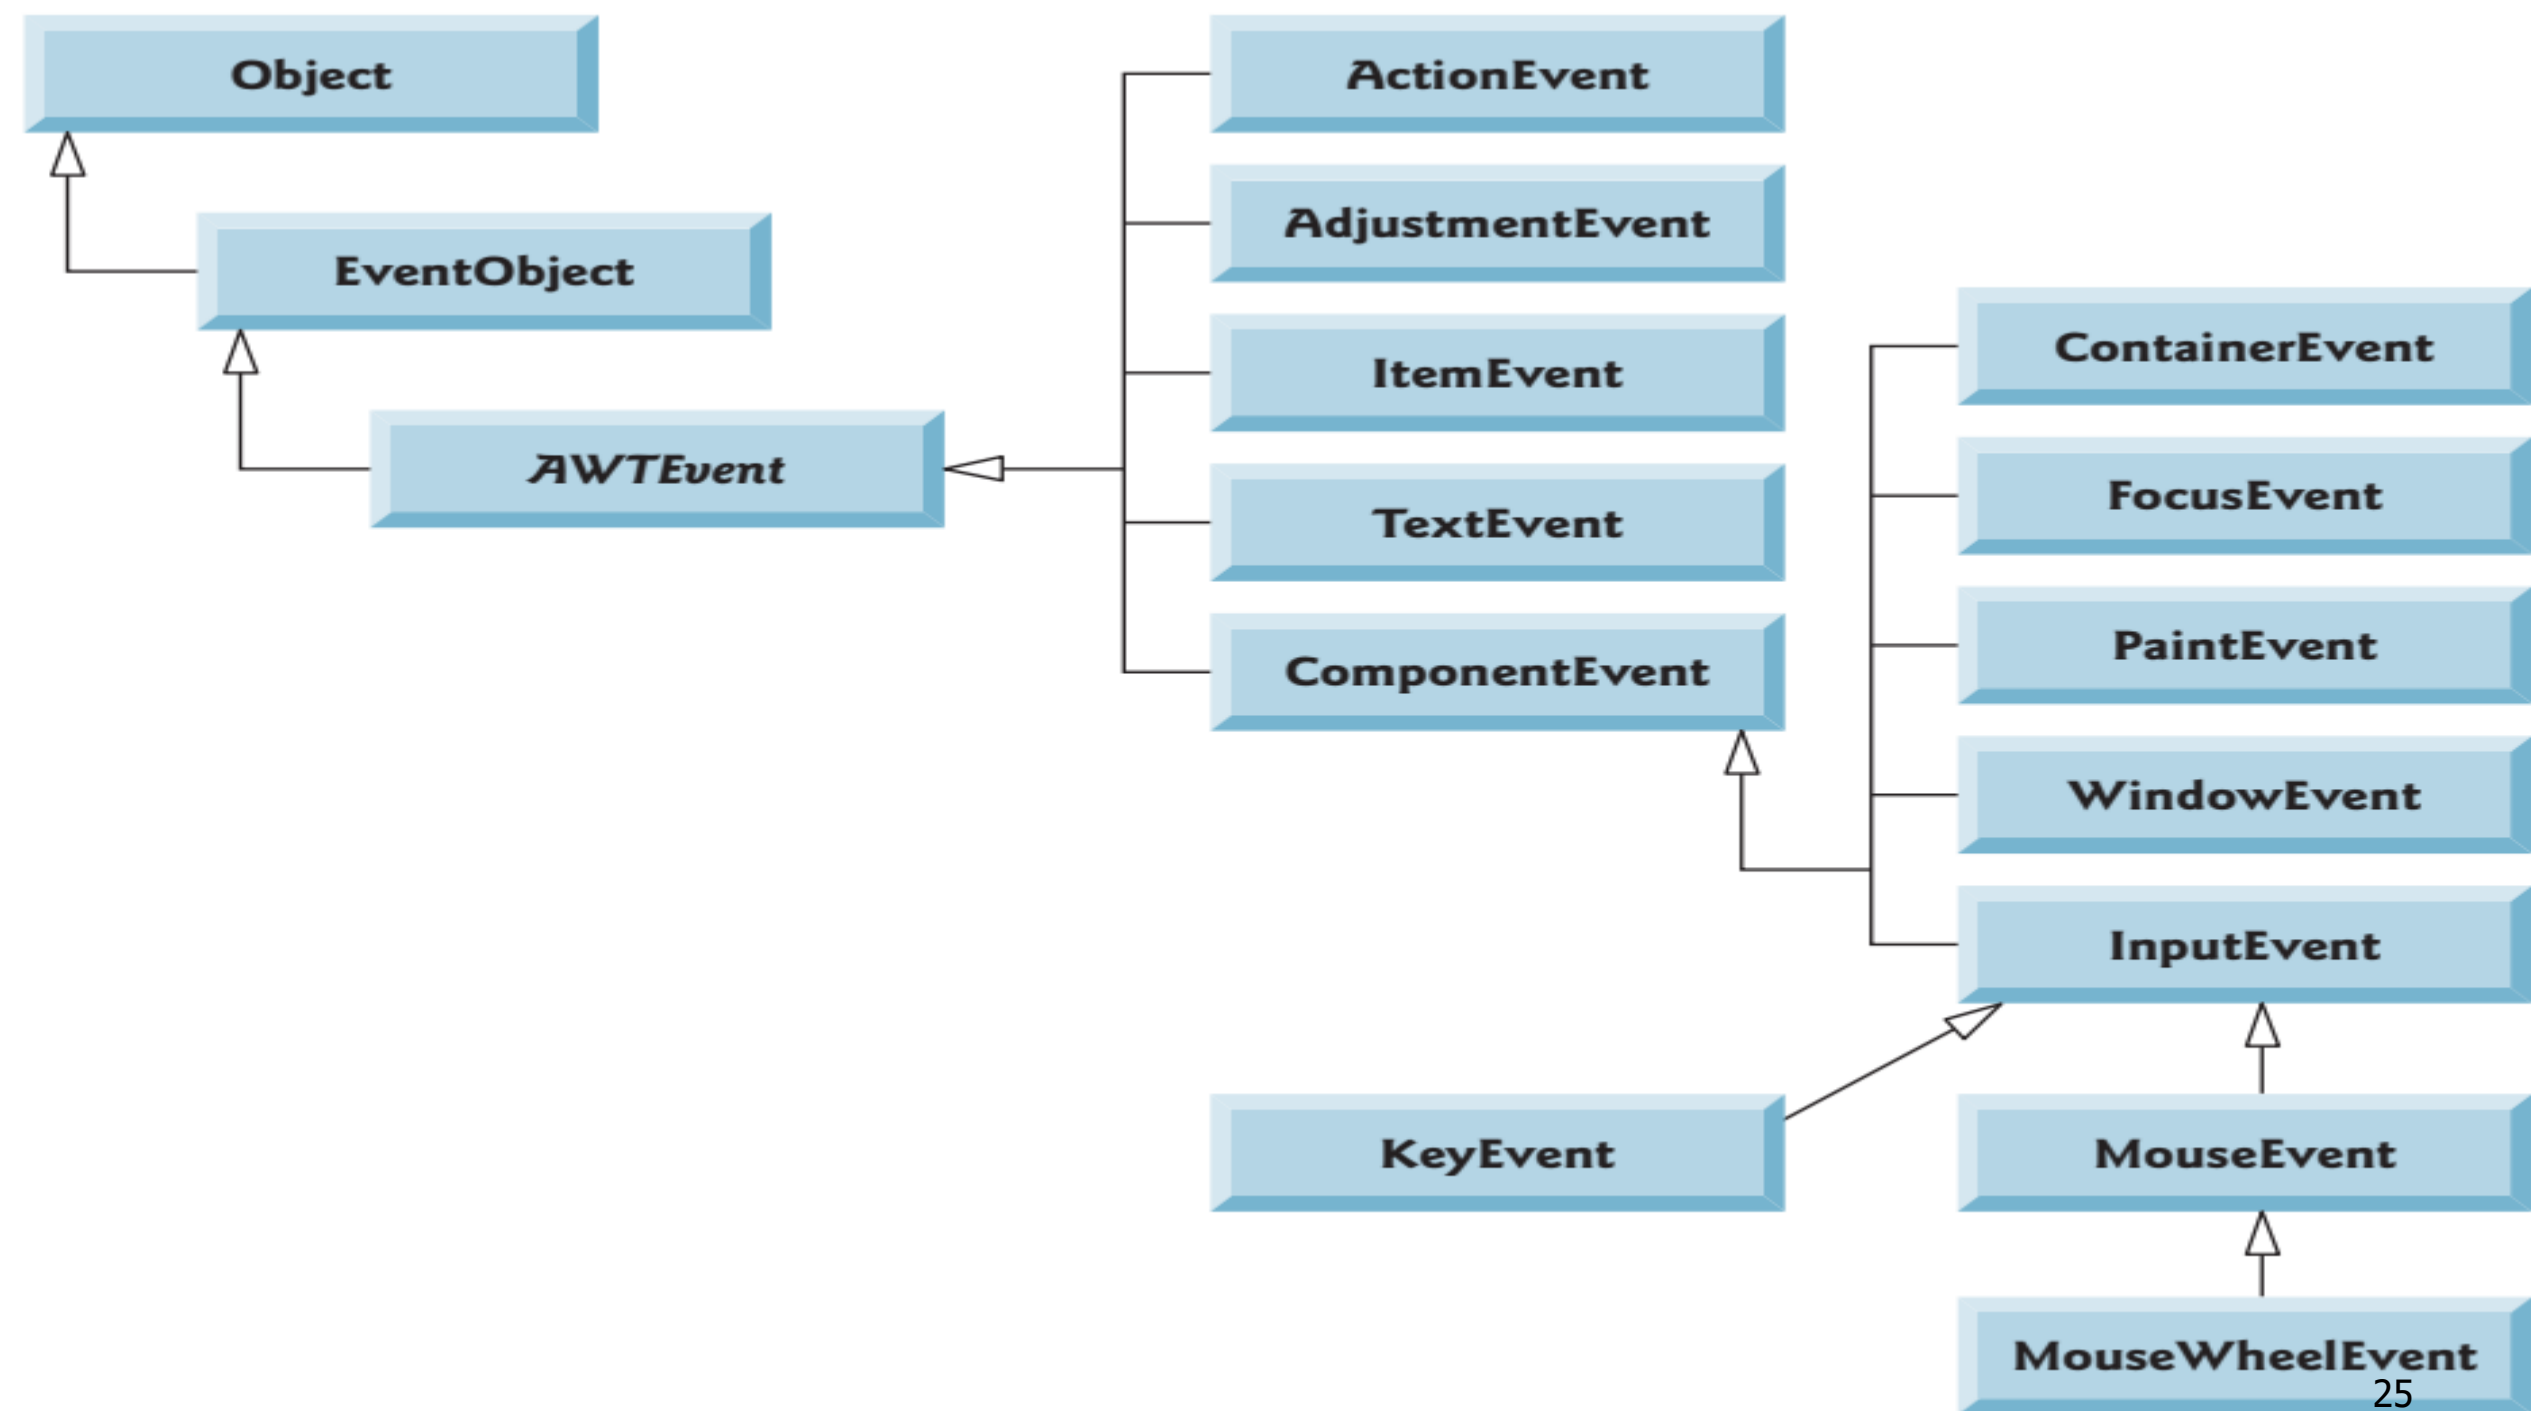 Object
EventObject
AWTEvent
ActionEvent
AdjustmentEvent
ItemEvent
TextEvent
ComponentEvent
ContainerEvent
FocusEvent
PaintEvent
WindowEvent
InputEvent
KeyEvent
MouseEvent
MouseWheelEvent
25